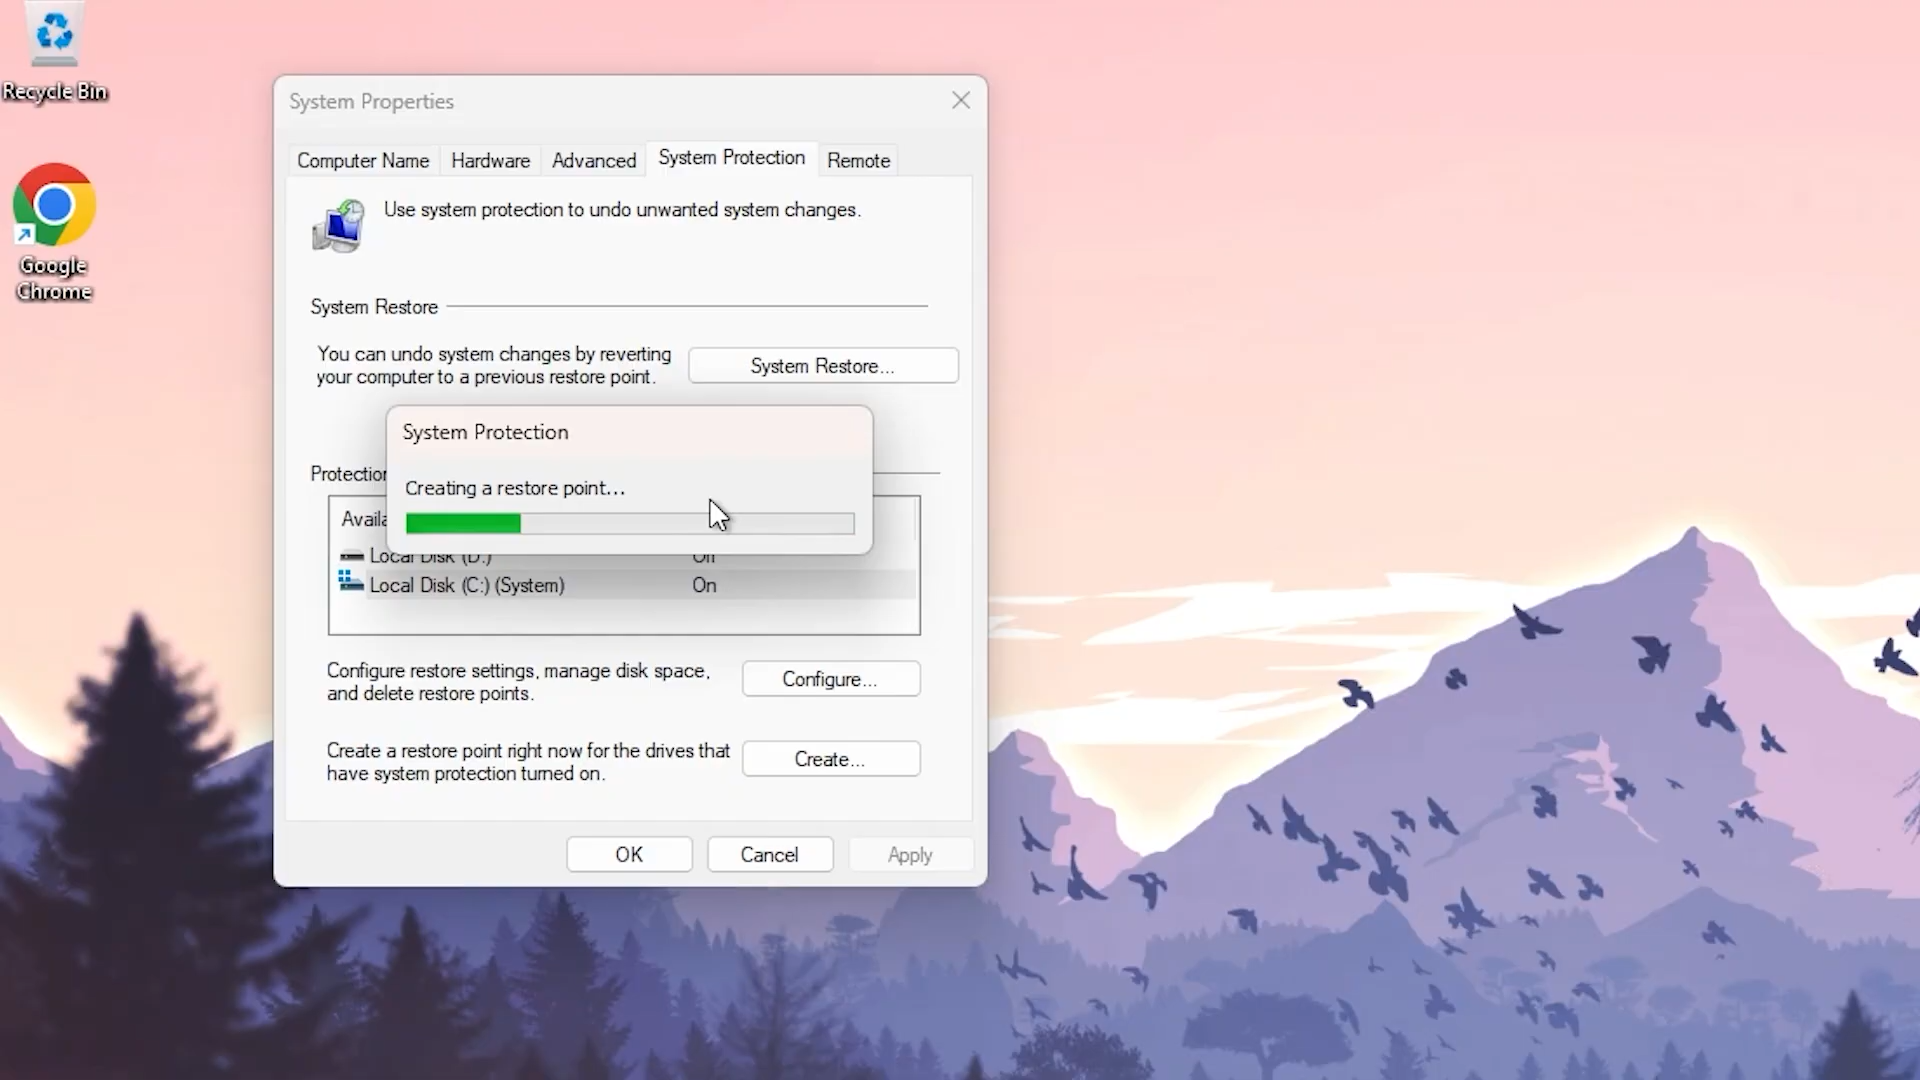 Recycle Bin
Google
Chrome
System Properties
Computer Name
Hardware
Advanced
System Protection
Remote
Use system protection to undo unwanted system changes.
System Restore
You can undo system changes by reverting
your computer to a previous restore point.
System Restore...
System Protection
Creating a restore point...
Protection
Availa
Local Disk (D:)
Local Disk (C:) (System)
On
Configure restore settings, manage disk space,
and delete restore points.
Configure...
Create a restore point right now for the drives that
have system protection turned on.
Create...
OK
Cancel
Apply